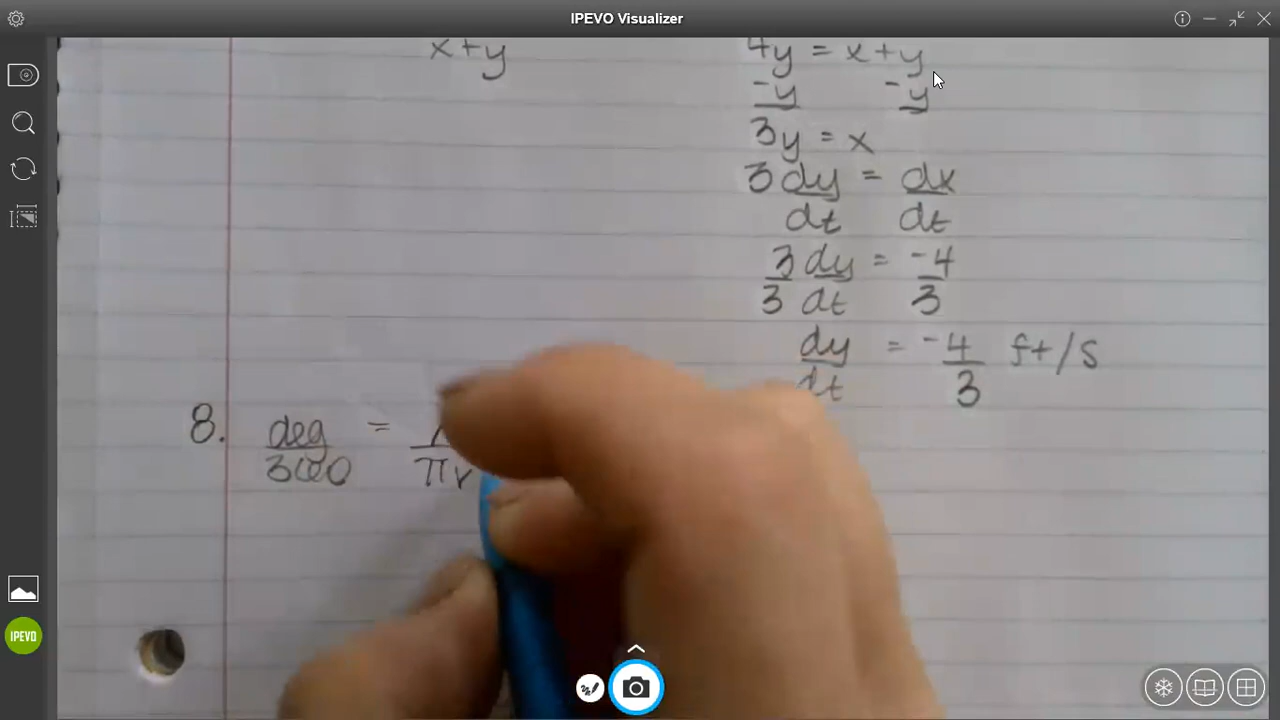 IPEVO Visualizer
x+y
4y = x+y
-y -y
3y = x
3 dy/dt = dx/dt
3/3 dy/dt = -4/3
dy/dt = -4/3 ft/s
8. deg/360 = /πr
IPEVO